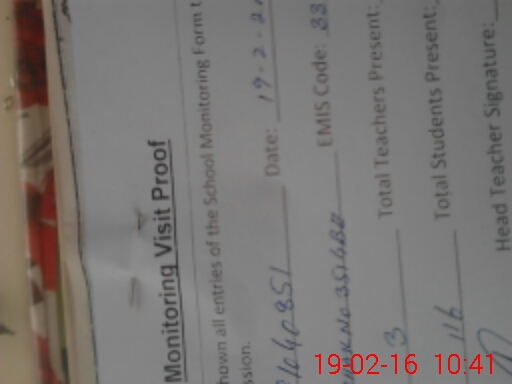 Monitoring Visit Proof
hown all entries of the School Monitoring Form t
ssion.
1040851 Date: 19-2-
EMIS Code: 33
3 Total Teachers Present:
116 Total Students Present:
Head Teacher Signature:
19-02-16 10:41